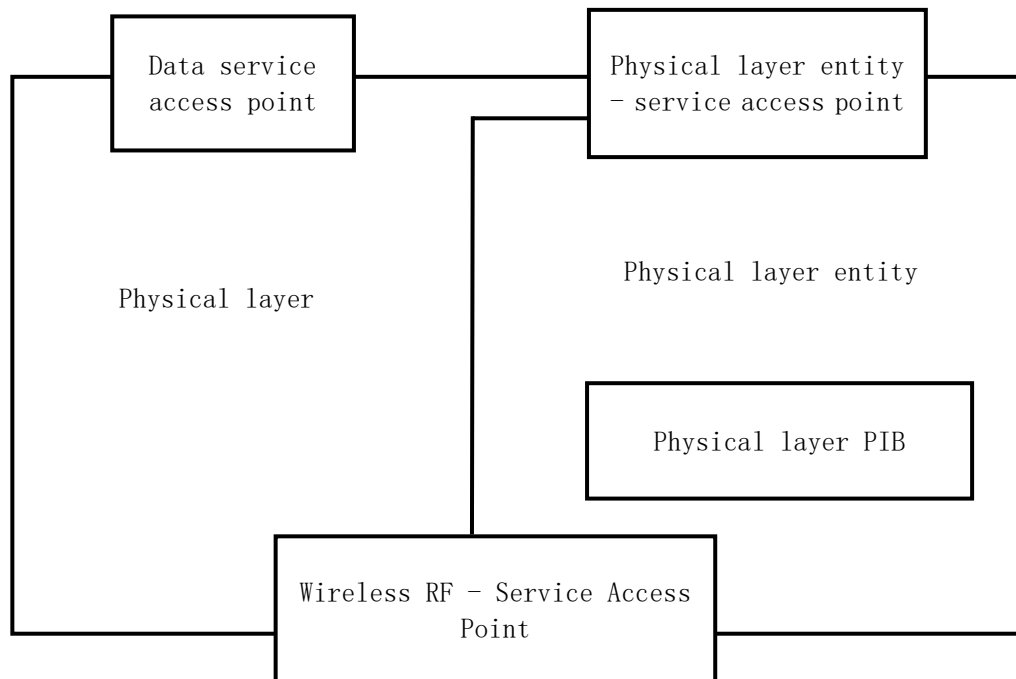 Data service
access point
Physical layer entity
- service access point
Physical layer
Physical layer entity
Physical layer PIB
Wireless RF - Service Access
Point